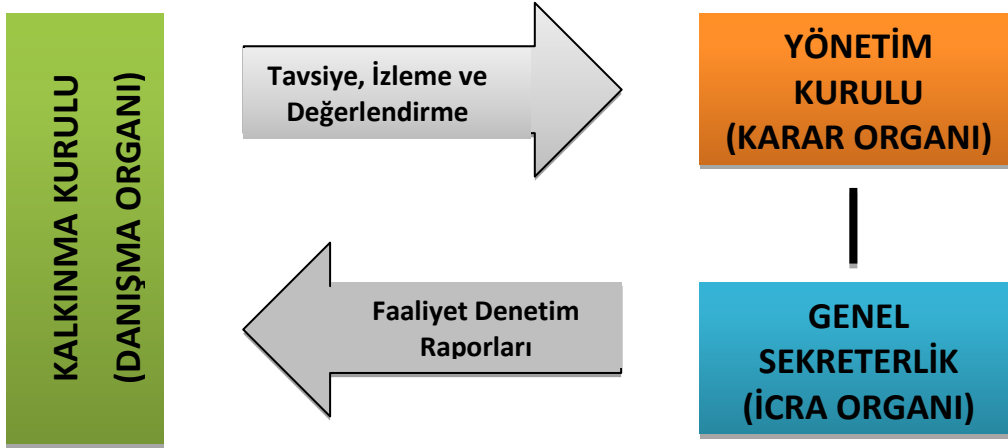 KALKINMA KURULU
(DANIŞMA ORGANI)
Tavsiye, İzleme ve
Değerlendirme
YÖNETİM
KURULU
(KARAR ORGANI)
Faaliyet Denetim
Raporları
GENEL
SEKRETERLİK
(İCRA ORGANI)